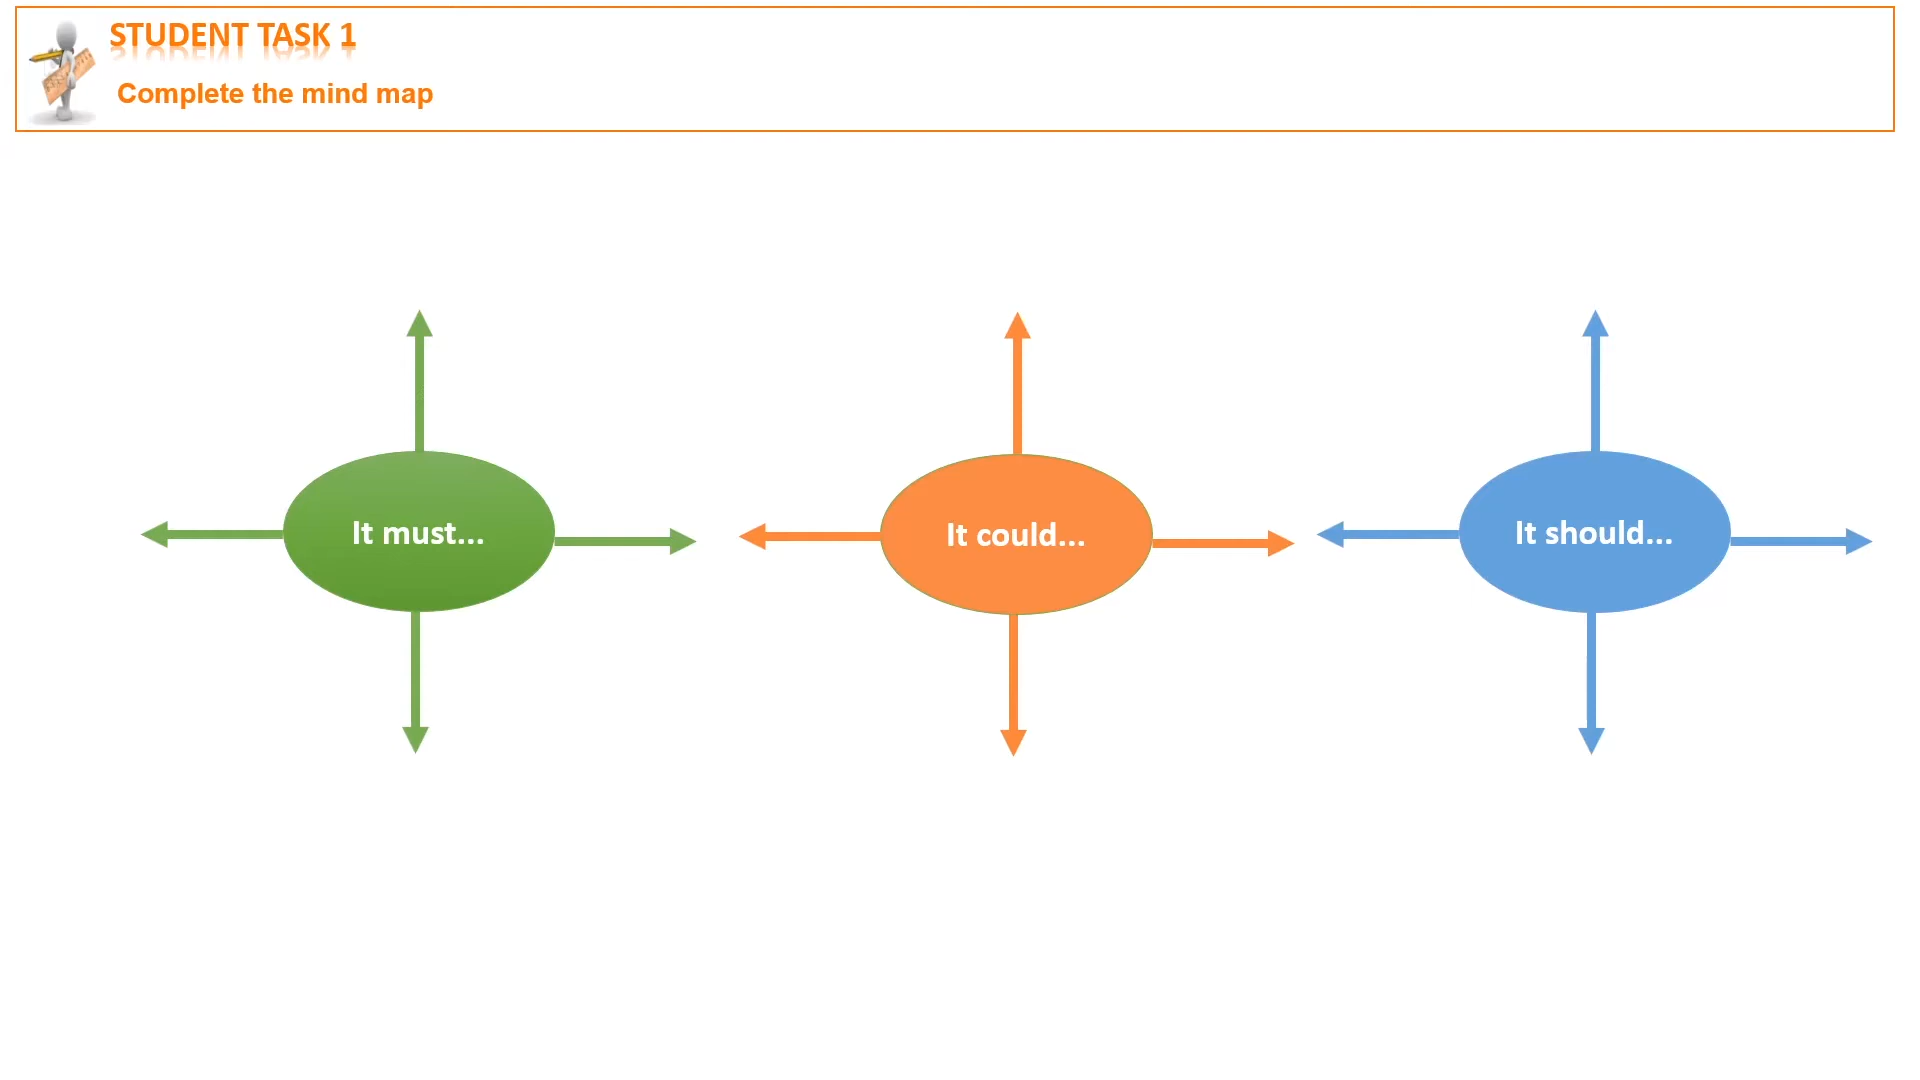 STUDENT TASK 1
Complete the mind map
It must...
It could...
It should...